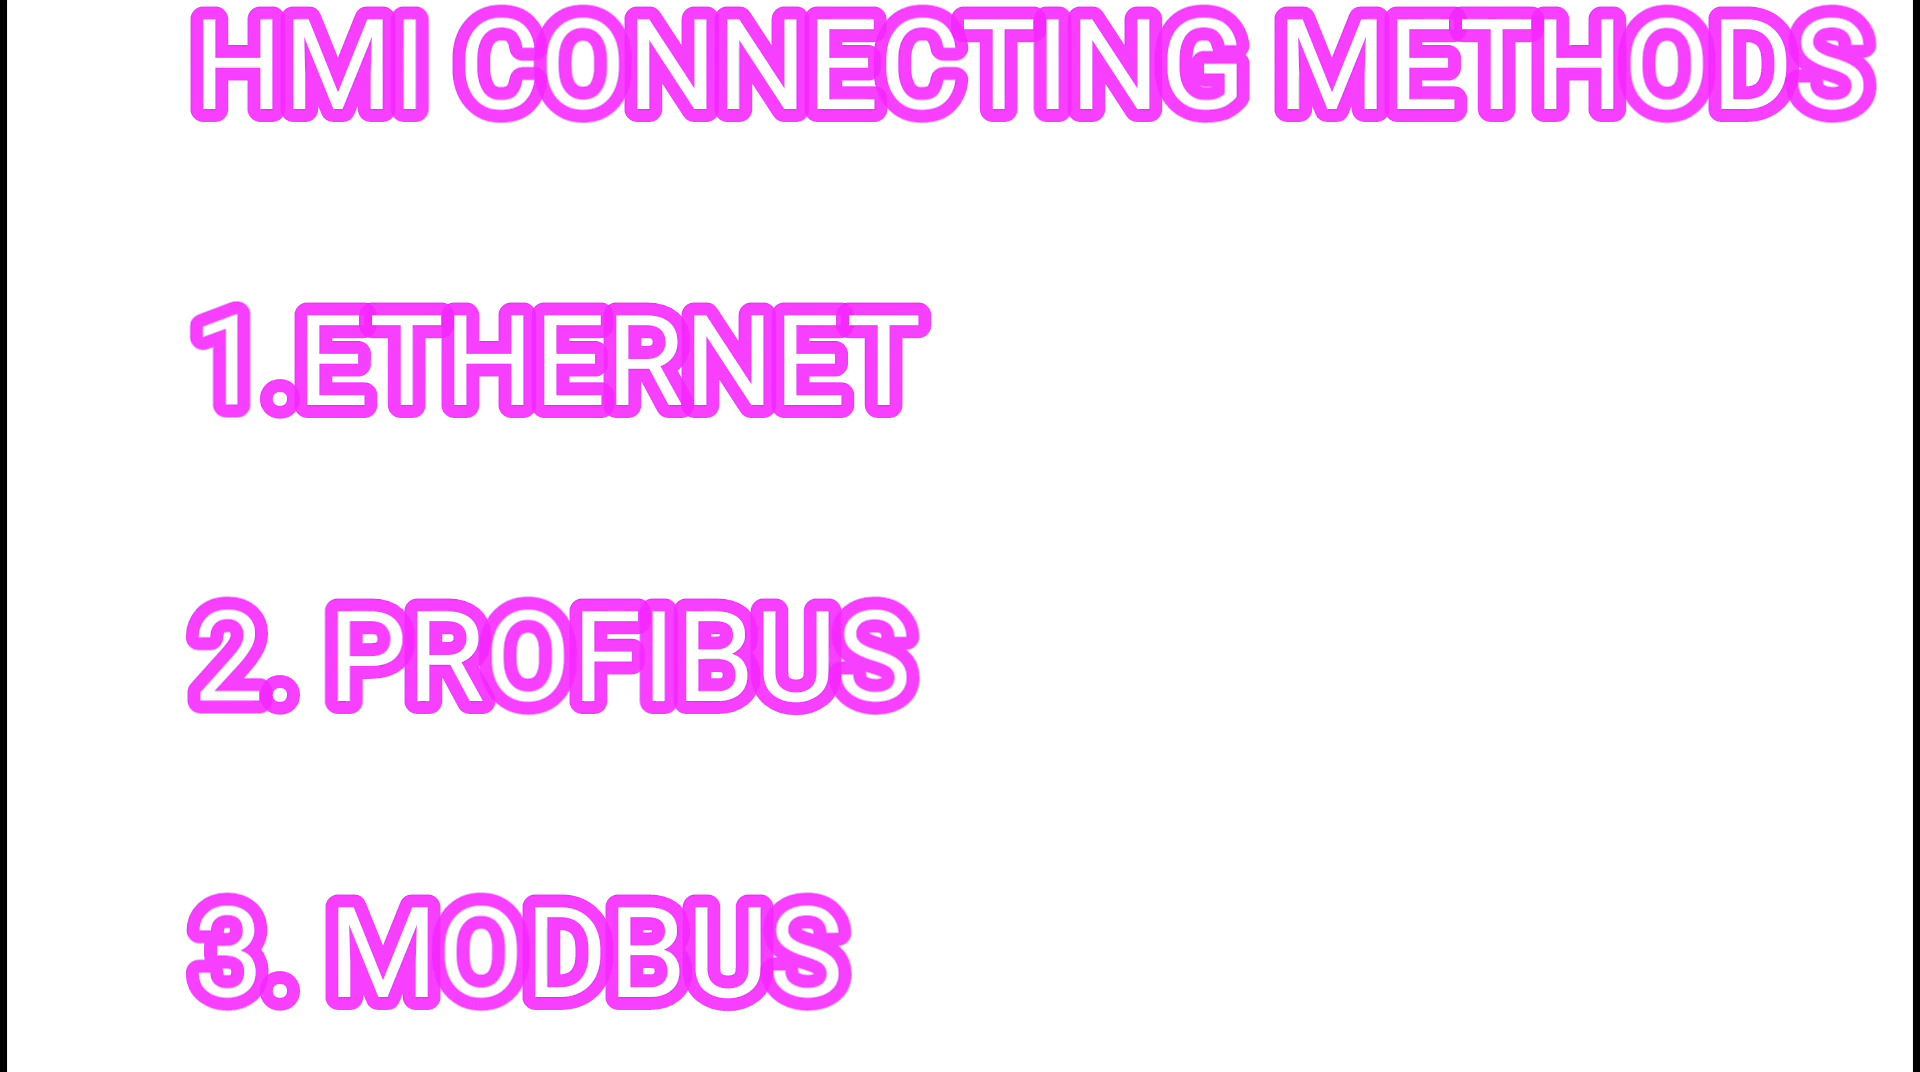 HMI CONNECTING METHODS
1.ETHERNET
2. PROFIBUS
3. MODBUS